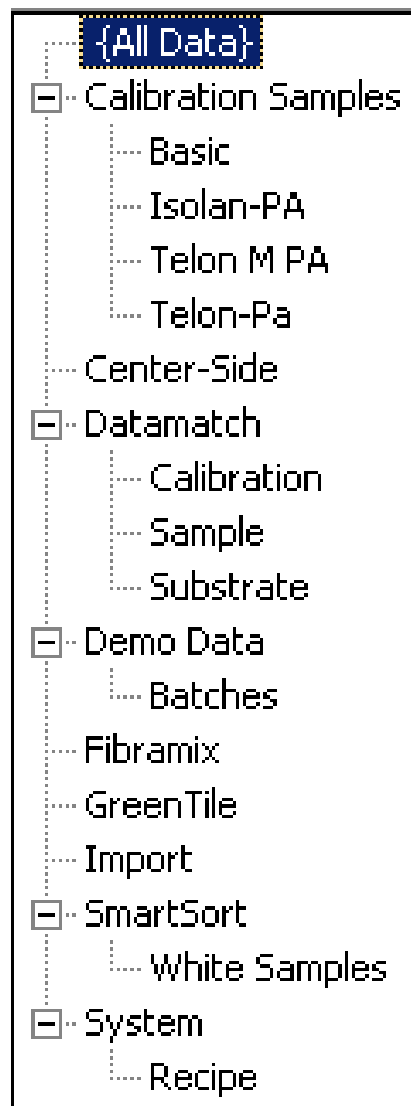 {All Data}
Calibration Samples
Basic
Isolan-PA
Telon M PA
Telon-Pa
Center-Side
Datamatch
Calibration
Sample
Substrate
Demo Data
Batches
Fibramix
GreenTile
Import
SmartSort
White Samples
System
Recipe